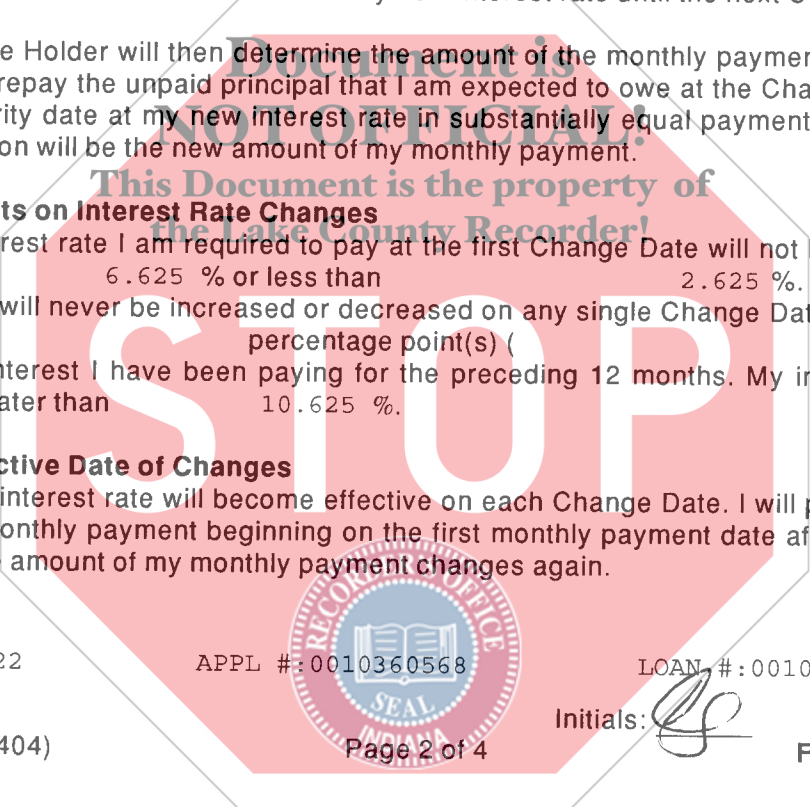 e Holder will then determine the amount of the monthly paymen
repay the unpaid principal that I am expected to owe at the Cha
rity date at my new interest rate in substantially equal payment
on will be the new amount of my monthly payment.
Document is
NOT OFFICIAL!
This Document is the property of
the Lake County Recorder!
ts on Interest Rate Changes
rest rate I am required to pay at the first Change Date will not
6.625 % or less than 2.625 %.
will never be increased or decreased on any single Change Dat
percentage point(s) (
nterest I have been paying for the preceding 12 months. My i
ater than 10.625 %.
STOP
ctive Date of Changes
interest rate will become effective on each Change Date. I will p
onthly payment beginning on the first monthly payment date af
amount of my monthly payment changes again.
RECORDER'S OFFICE
SEAL
INDIANA
22 APPL #:0010360568 LOAN #:0010
Initials:
404) Page 2 of 4 F